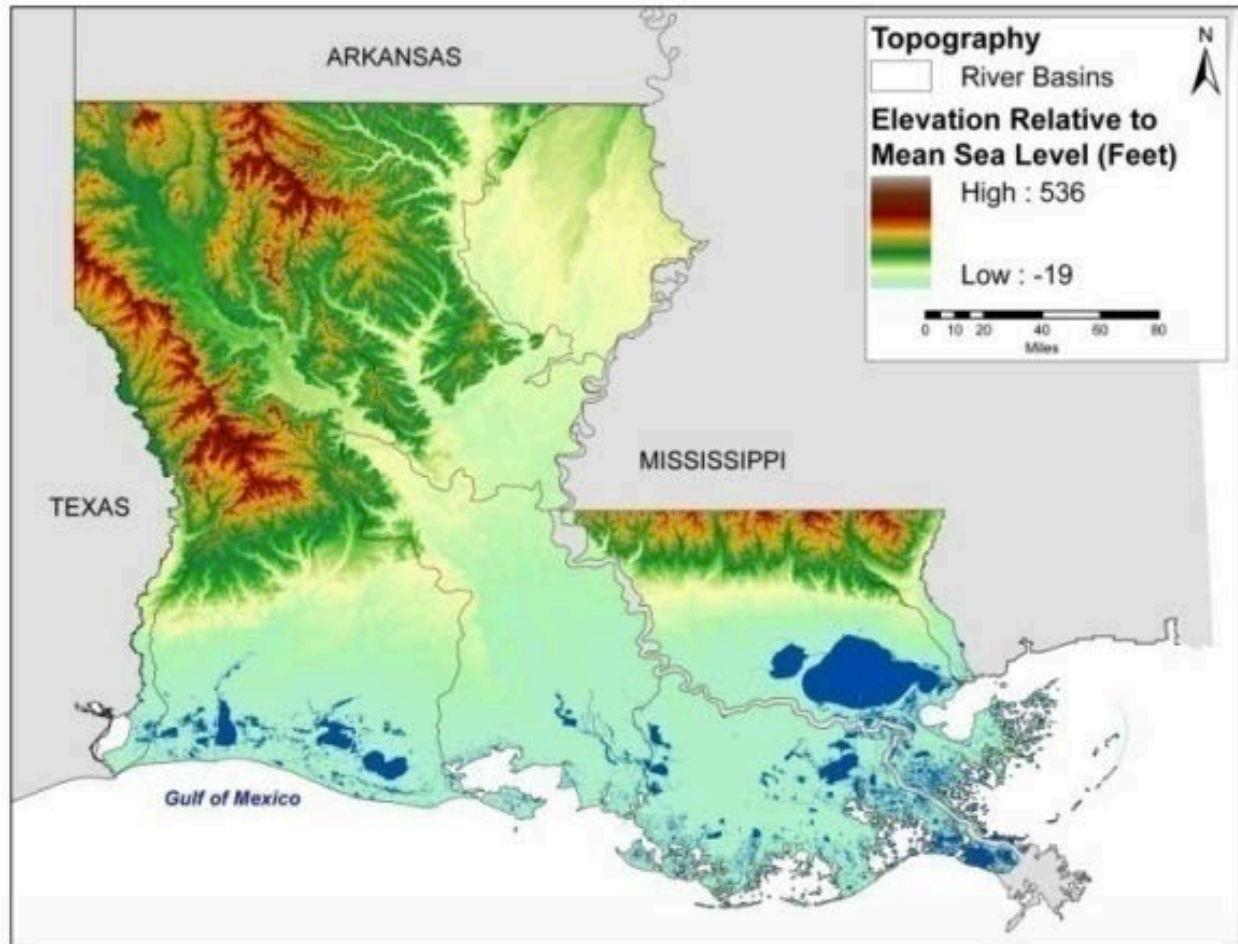 ARKANSAS
Topography
N
River Basins
Elevation Relative to
Mean Sea Level (Feet)
High : 536
Low : -19
0 10 20 40 60 80
Miles
MISSISSIPPI
TEXAS
Gulf of Mexico